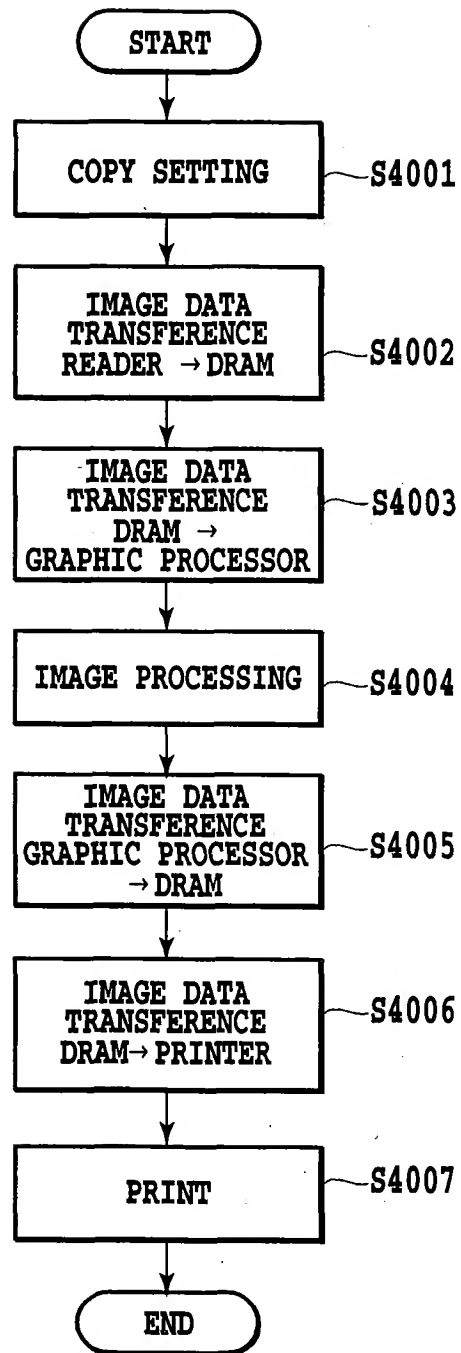 START
COPY SETTING
S4001
IMAGE DATA
TRANSFERENCE
READER → DRAM
S4002
IMAGE DATA
TRANSFERENCE
DRAM →
GRAPHIC PROCESSOR
S4003
IMAGE PROCESSING
S4004
IMAGE DATA
TRANSFERENCE
GRAPHIC PROCESSOR
→ DRAM
S4005
IMAGE DATA
TRANSFERENCE
DRAM→PRINTER
S4006
PRINT
S4007
END